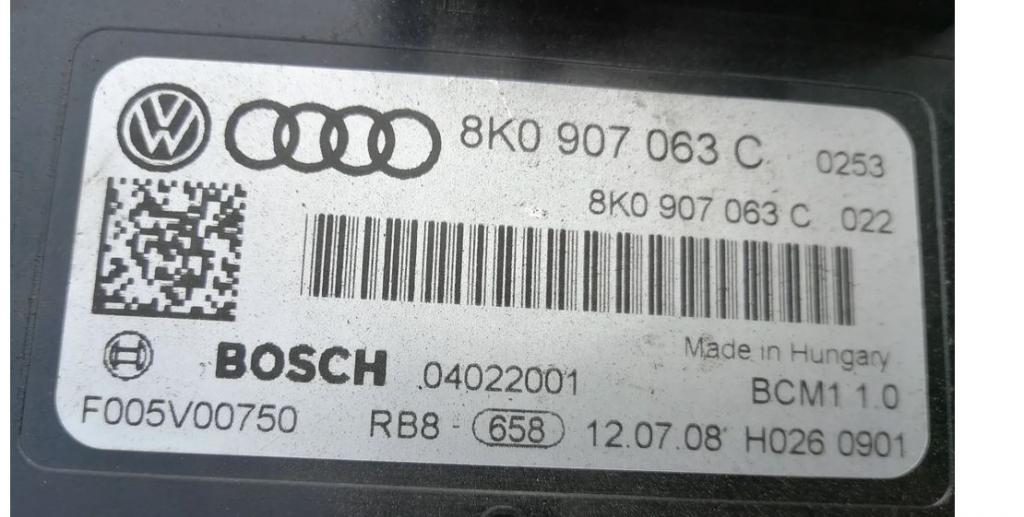 8K0 907 063 C 0253
8K0 907 063 C 022
Made in Hungary
BOSCH 04022001
BCM1 1.0
F005V00750 RB8 - 658 12.07.08 H026 0901